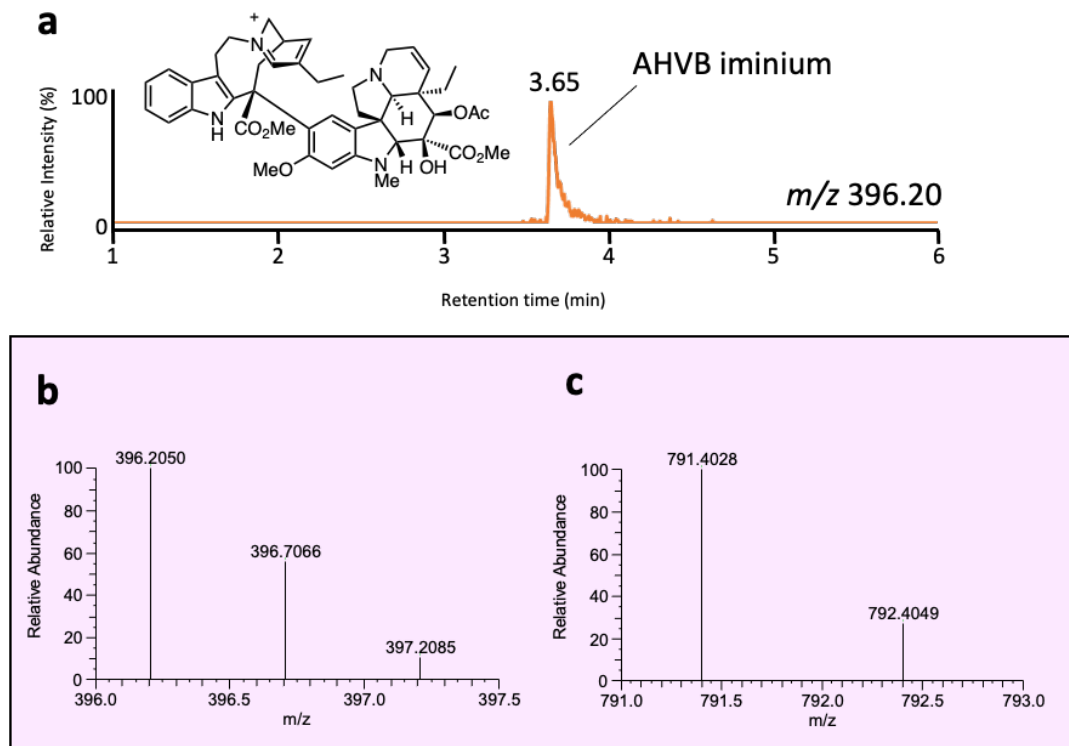 a
Relative Intensity (%)
100
0
+
N
N
H
CO₂Me
MeO
N
H
OAc
CO₂Me
H
OH
N
Me
3.65
AHVB iminium
m/z 396.20
1 2 3 4 5 6
Retention time (min)
b
Relative Abundance
100
80
60
40
20
0
396.2050
396.7066
397.2085
396.0 396.5 397.0 397.5
m/z
c
Relative Abundance
100
80
60
40
20
0
791.4028
792.4049
791.0 791.5 792.0 792.5 793.0
m/z